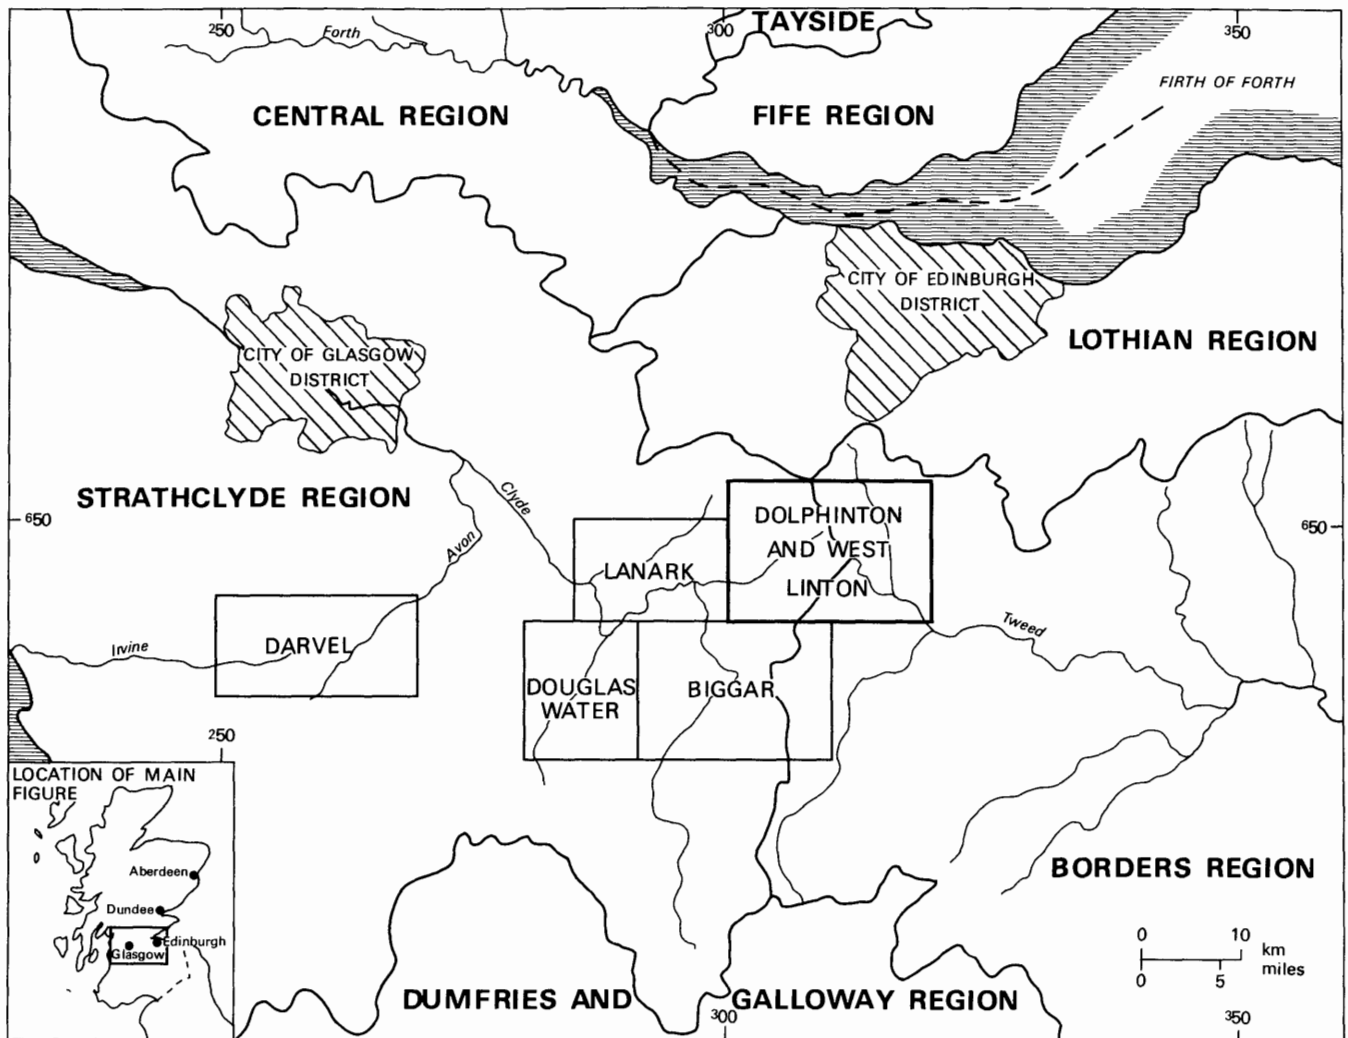 250
300
TAYSIDE
350
Forth
FIRTH OF FORTH
CENTRAL REGION
FIFE REGION
CITY OF EDINBURGH
DISTRICT
LOTHIAN REGION
CITY OF GLASGOW
DISTRICT
STRATHCLYDE REGION
Clyde
650
DOLPHINTON
AND WEST
LINTON
650
Avon
LANARK
Irvine
DARVEL
Tweed
DOUGLAS
WATER
BIGGAR
250
LOCATION OF MAIN
FIGURE
Aberdeen
Dundee
Edinburgh
Glasgow
BORDERS REGION
0 10
km
miles
0 5
DUMFRIES AND GALLOWAY REGION
300
350